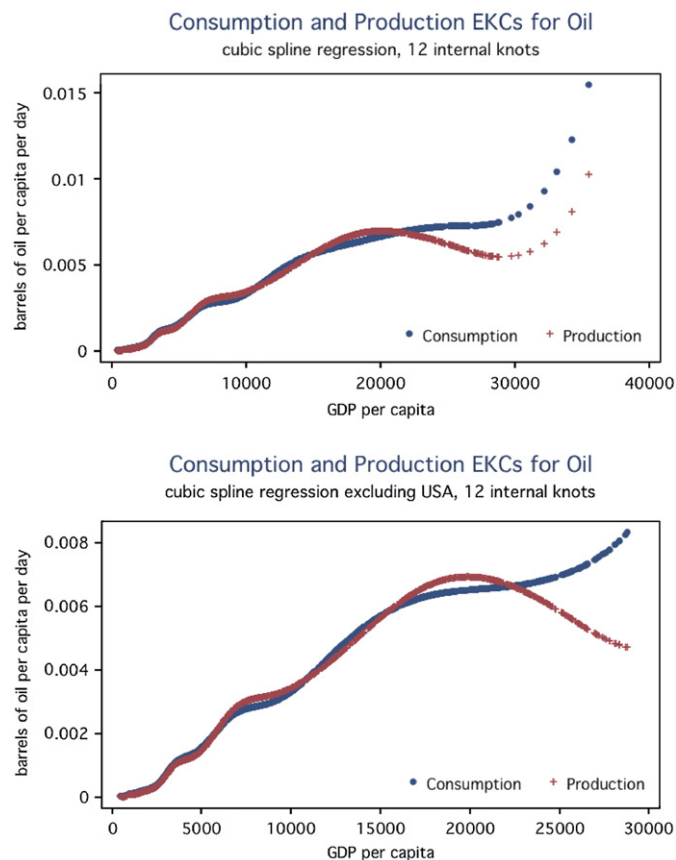 Consumption and Production EKCs for Oil
cubic spline regression, 12 internal knots
barrels of oil per capita per day
0.015
0.01
0.005
0
Consumption
Production
0
10000
20000
30000
40000
GDP per capita
Consumption and Production EKCs for Oil
cubic spline regression excluding USA, 12 internal knots
barrels of oil per capita per day
0.008
0.006
0.004
0.002
0
Consumption
Production
0
5000
10000
15000
20000
25000
30000
GDP per capita